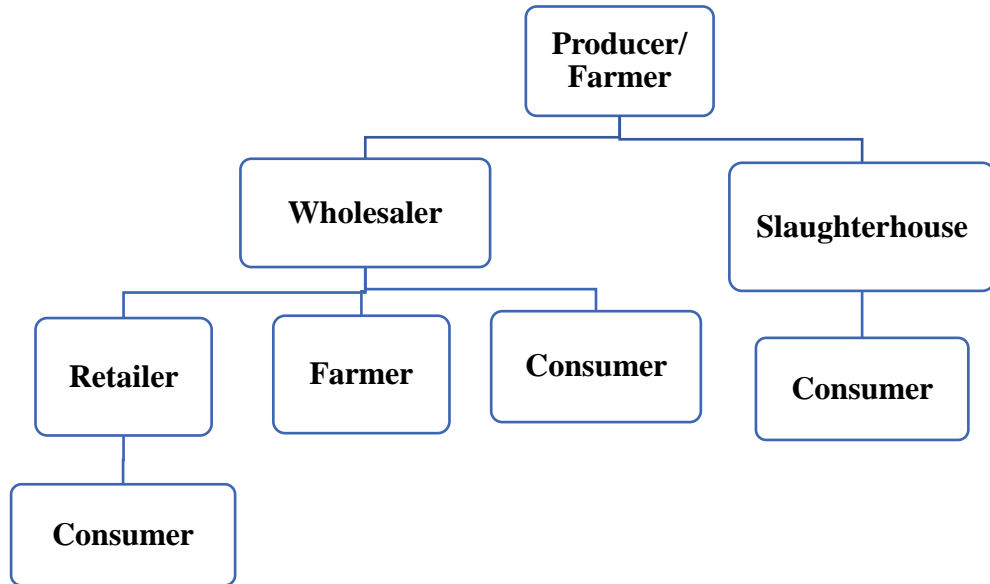 Producer/
Farmer
Wholesaler
Slaughterhouse
Retailer
Farmer
Consumer
Consumer
Consumer